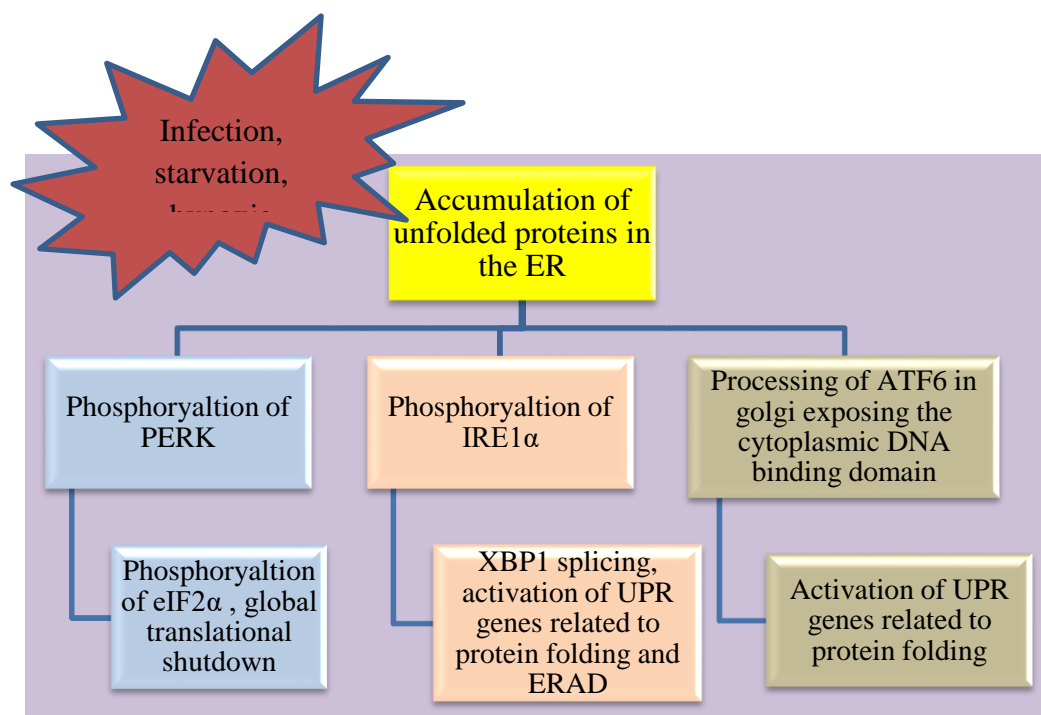 Infection,
starvation,
Accumulation of
unfolded proteins in
the ER
Phosphoryaltion of
PERK
Phosphoryaltion of
IRE1α
Processing of ATF6 in
golgi exposing the
cytoplasmic DNA
binding domain
Phosphoryaltion
of eIF2α , global
translational
shutdown
XBP1 splicing,
activation of UPR
genes related to
protein folding and
ERAD
Activation of UPR
genes related to
protein folding